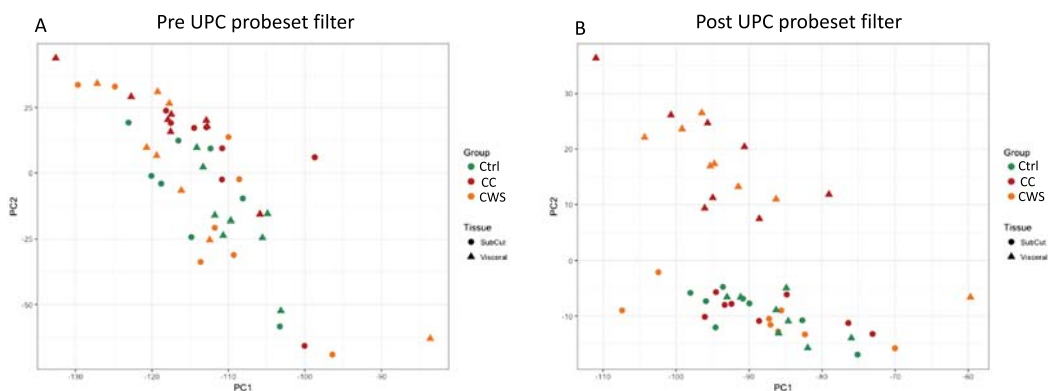 A Pre UPC probeset filter
25
0
-25
-50
PC2
-130 -120 -110 -100 -90
PC1
Group
Ctrl
CC
CWS
Tissue
SubCut
Visceral
B Post UPC probeset filter
30
20
10
0
-10
PC2
-110 -100 -90 -80 -70 -60
PC1
Group
Ctrl
CC
CWS
Tissue
SubCut
Visceral